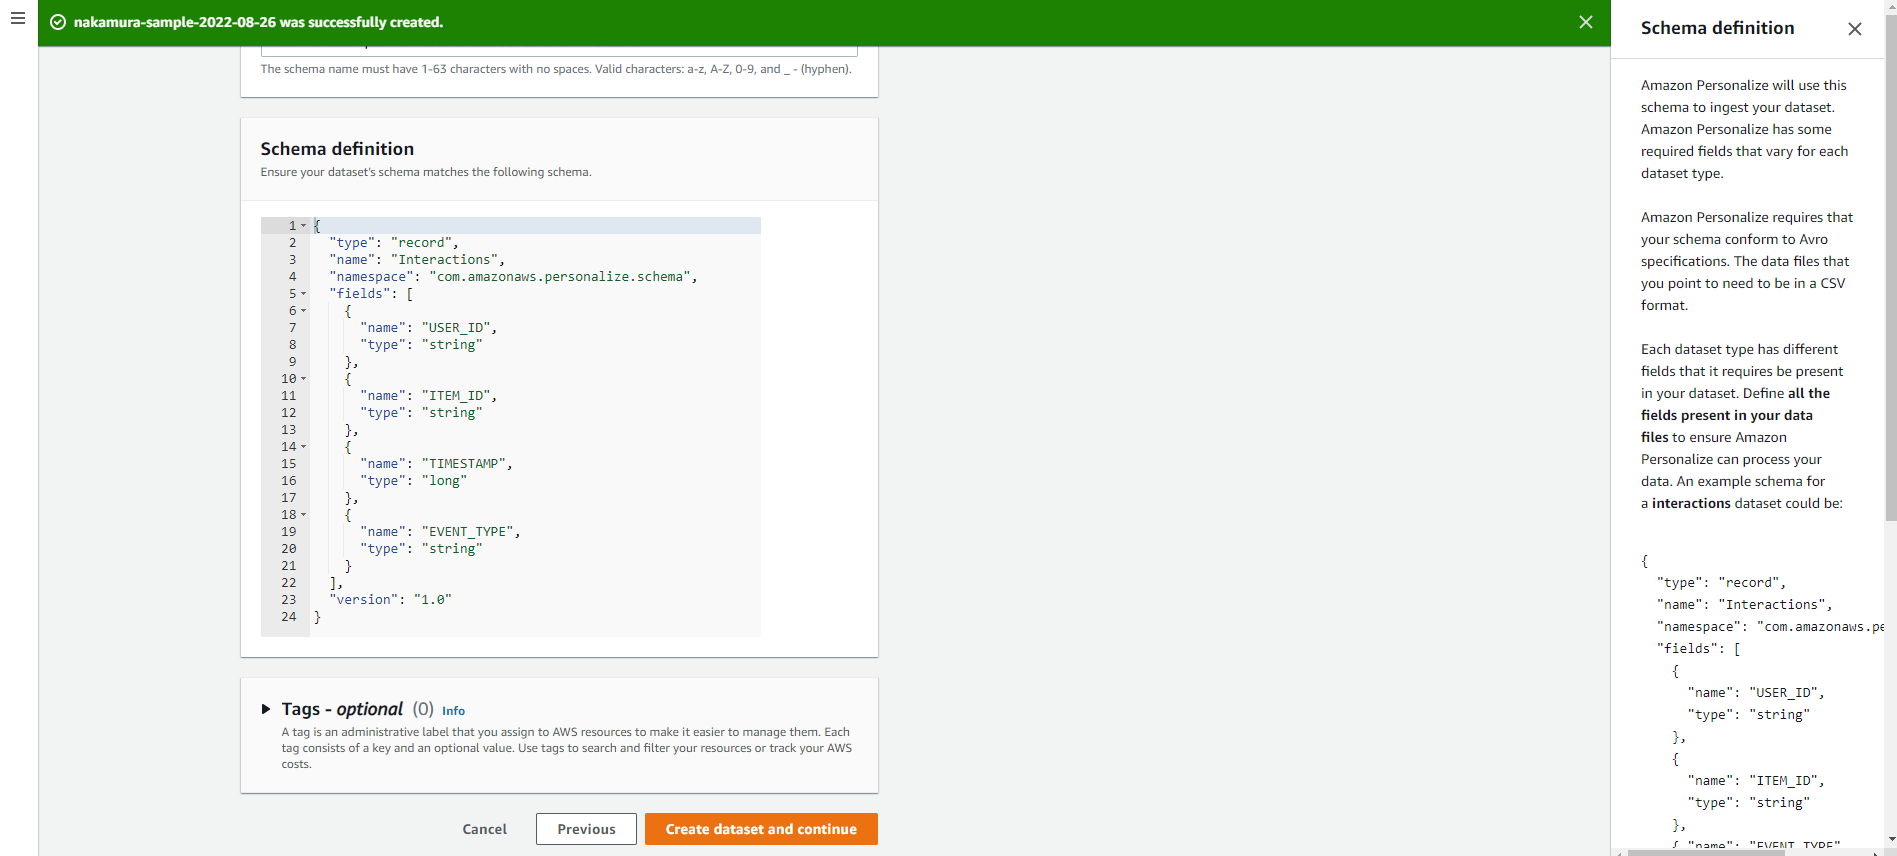 nakamura-sample-2022-08-26 was successfully created.
The schema name must have 1-63 characters with no spaces. Valid characters: a-z, A-Z, 0-9, and _ - (hyphen).
Schema definition
Ensure your dataset's schema matches the following schema.
1 {
2 "type": "record",
3 "name": "Interactions",
4 "namespace": "com.amazonaws.personalize.schema",
5 "fields": [
6 {
7 "name": "USER_ID",
8 "type": "string"
9 },
10 {
11 "name": "ITEM_ID",
12 "type": "string"
13 },
14 {
15 "name": "TIMESTAMP",
16 "type": "long"
17 },
18 {
19 "name": "EVENT_TYPE",
20 "type": "string"
21 }
22 ],
23 "version": "1.0"
24 }
Tags - optional (0) Info
A tag is an administrative label that you assign to AWS resources to make it easier to manage them. Each
tag consists of a key and an optional value. Use tags to search and filter your resources or track your AWS
costs.
Cancel
Previous
Create dataset and continue
Schema definition
Amazon Personalize will use this
schema to ingest your dataset.
Amazon Personalize has some
required fields that vary for each
dataset type.
Amazon Personalize requires that
your schema conform to Avro
specifications. The data files that
you point to need to be in a CSV
format.
Each dataset type has different
fields that it requires be present
in your dataset. Define all the
fields present in your data
files to ensure Amazon
Personalize can process your
data. An example schema for
a interactions dataset could be:
{
"type": "record",
"name": "Interactions",
"namespace": "com.amazonaws.pe
"fields": [
{
"name": "USER_ID",
"type": "string"
},
{
"name": "ITEM_ID",
"type": "string"
},
{ "name": "EVENT_TYPE"